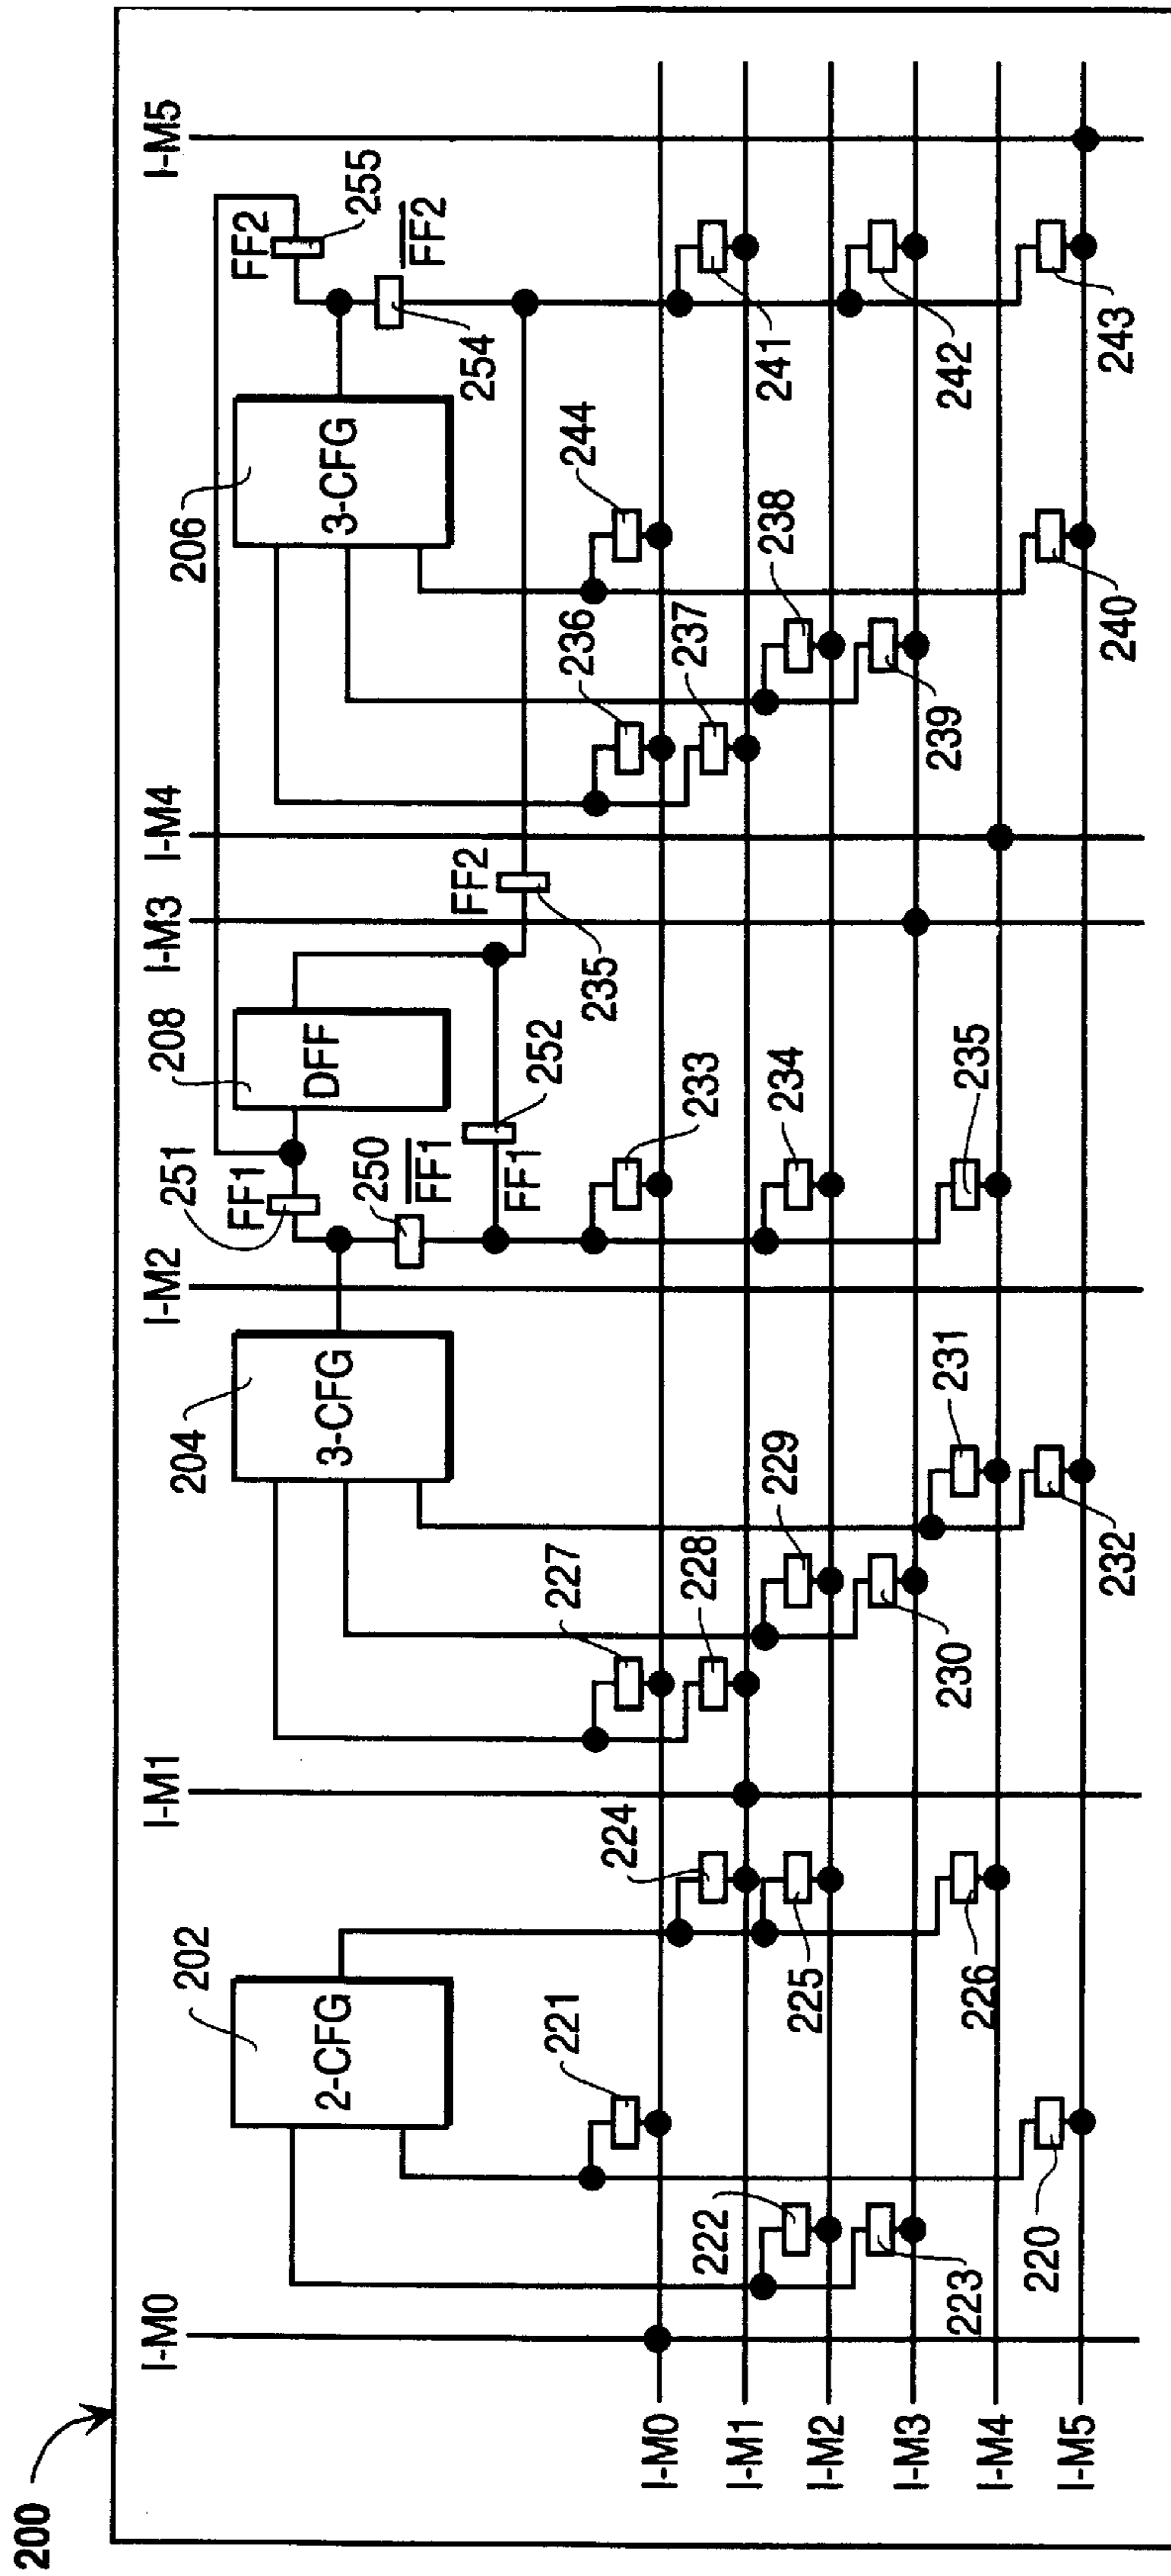 200
I-M0
I-M1
I-M2
I-M3
I-M4
I-M5
202
204
251
208
206
2-CFG
3-CFG
FF1
DFF
3-CFG
FF2
255
250
F̅F̅1̅
FF1
252
FF2
235
254
F̅F̅2̅
221
224
227
233
236
244
222
225
228
229
234
237
238
241
223
226
230
231
235
239
242
220
232
240
243
I-M0
I-M1
I-M2
I-M3
I-M4
I-M5